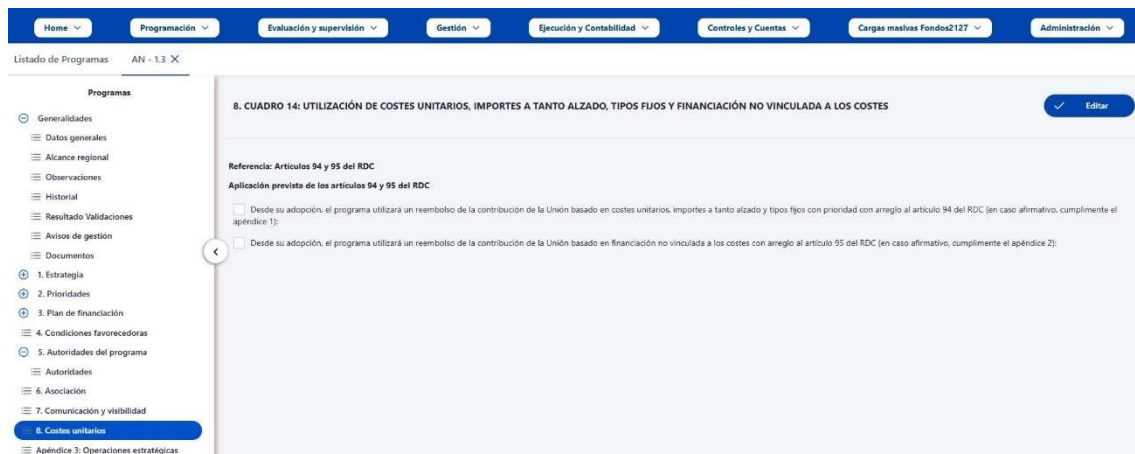 Home
Programación
Evaluación y supervisión
Gestión
Ejecución y Contabilidad
Controles y Cuentas
Cargas masivas Fondos2127
Administración
Listado de Programas
AN - 1.3 X
Programas
Generalidades
Datos generales
Alcance regional
Observaciones
Historial
Resultado Validaciones
Avisos de gestión
Documentos
1. Estrategia
2. Prioridades
3. Plan de financiación
4. Condiciones favorecedoras
5. Autoridades del programa
Autoridades
6. Asociación
7. Comunicación y visibilidad
8. Costes unitarios
Apéndice 3: Operaciones estratégicas
8. CUADRO 14: UTILIZACIÓN DE COSTES UNITARIOS, IMPORTES A TANTO ALZADO, TIPOS FIJOS Y FINANCIACIÓN NO VINCULADA A LOS COSTES
Editar
Referencia: Artículos 94 y 95 del RDC
Aplicación prevista de los artículos 94 y 95 del RDC
Desde su adopción, el programa utilizará un reembolso de la contribución de la Unión basado en costes unitarios, importes a tanto alzado y tipos fijos con prioridad con arreglo al artículo 94 del RDC (en caso afirmativo, cumplimente el
apéndice 1):
Desde su adopción, el programa utilizará un reembolso de la contribución de la Unión basado en financiación no vinculada a los costes con arreglo al artículo 95 del RDC (en caso afirmativo, cumplimente el apéndice 2):